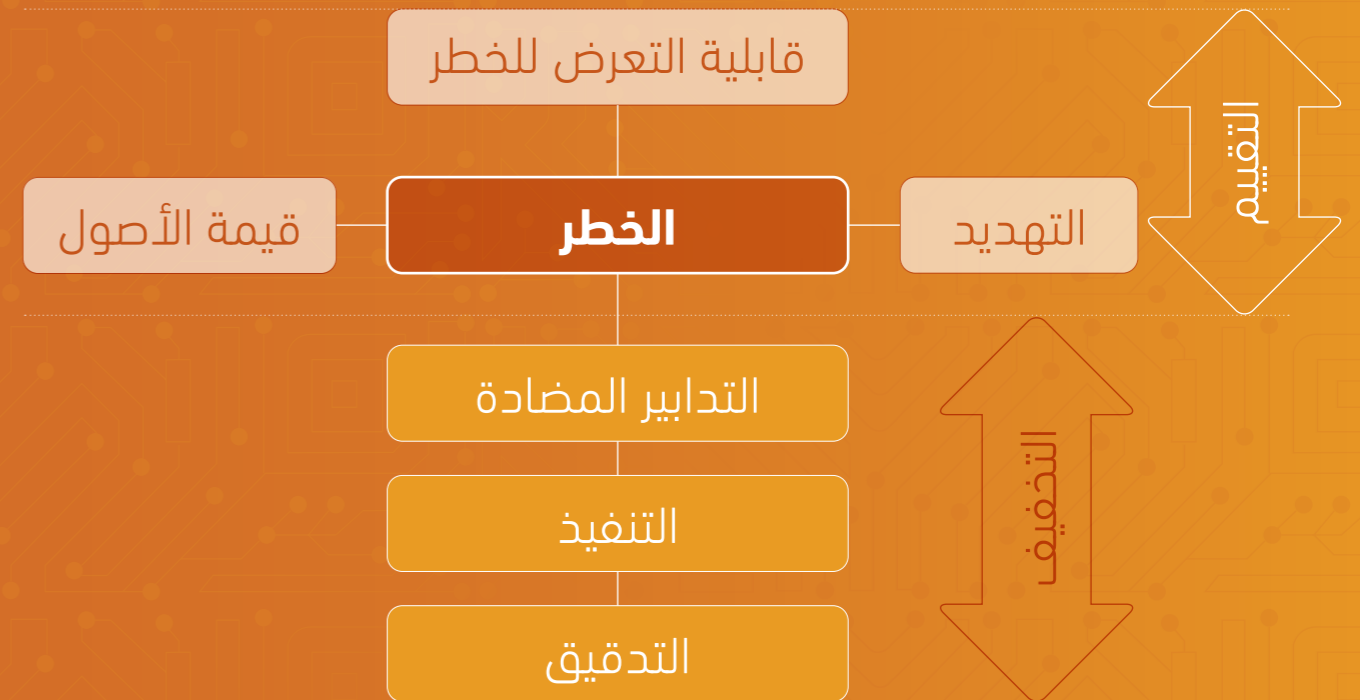 قابلية التعرض للخطر
التقييم
التهديد
الخطر
قيمة الأصول
التدابير المضادة
التخفيف
التنفيذ
التدقيق